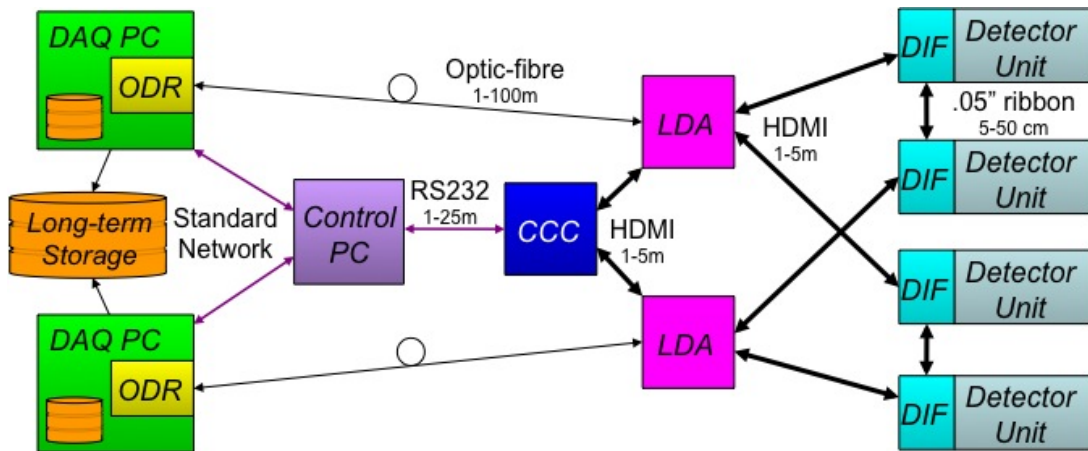 DAQ PC
ODR
Optic-fibre
1-100m
LDA
HDMI
1-5m
DIF
Detector
Unit
.05” ribbon
5-50 cm
DIF
Detector
Unit
Long-term
Storage
Standard
Network
Control
PC
RS232
1-25m
CCC
HDMI
1-5m
DIF
Detector
Unit
DAQ PC
ODR
LDA
DIF
Detector
Unit